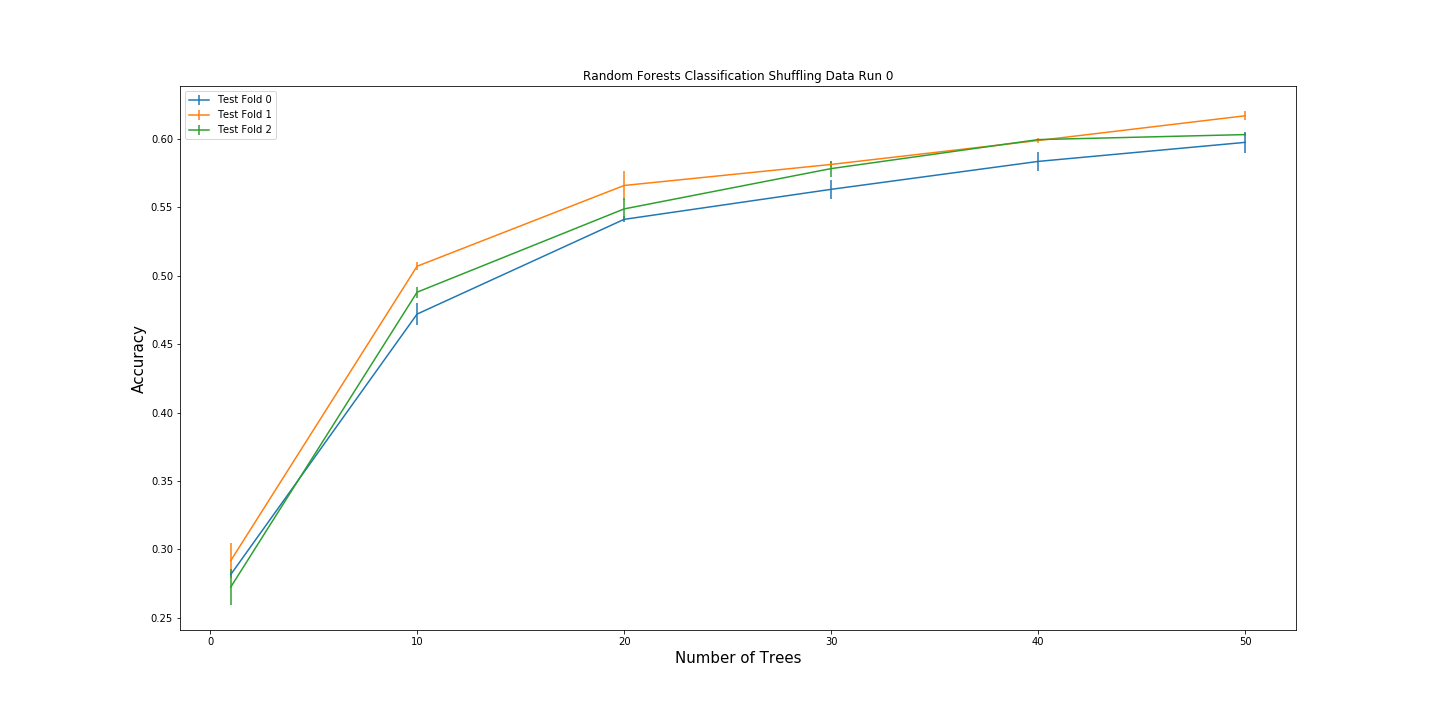 Random Forests Classification Shuffling Data Run 0
Test Fold 0
Test Fold 1
Test Fold 2
0.60
0.55
0.50
0.45
0.40
0.35
0.30
0.25
Accuracy
0 10 20 30 40 50
Number of Trees